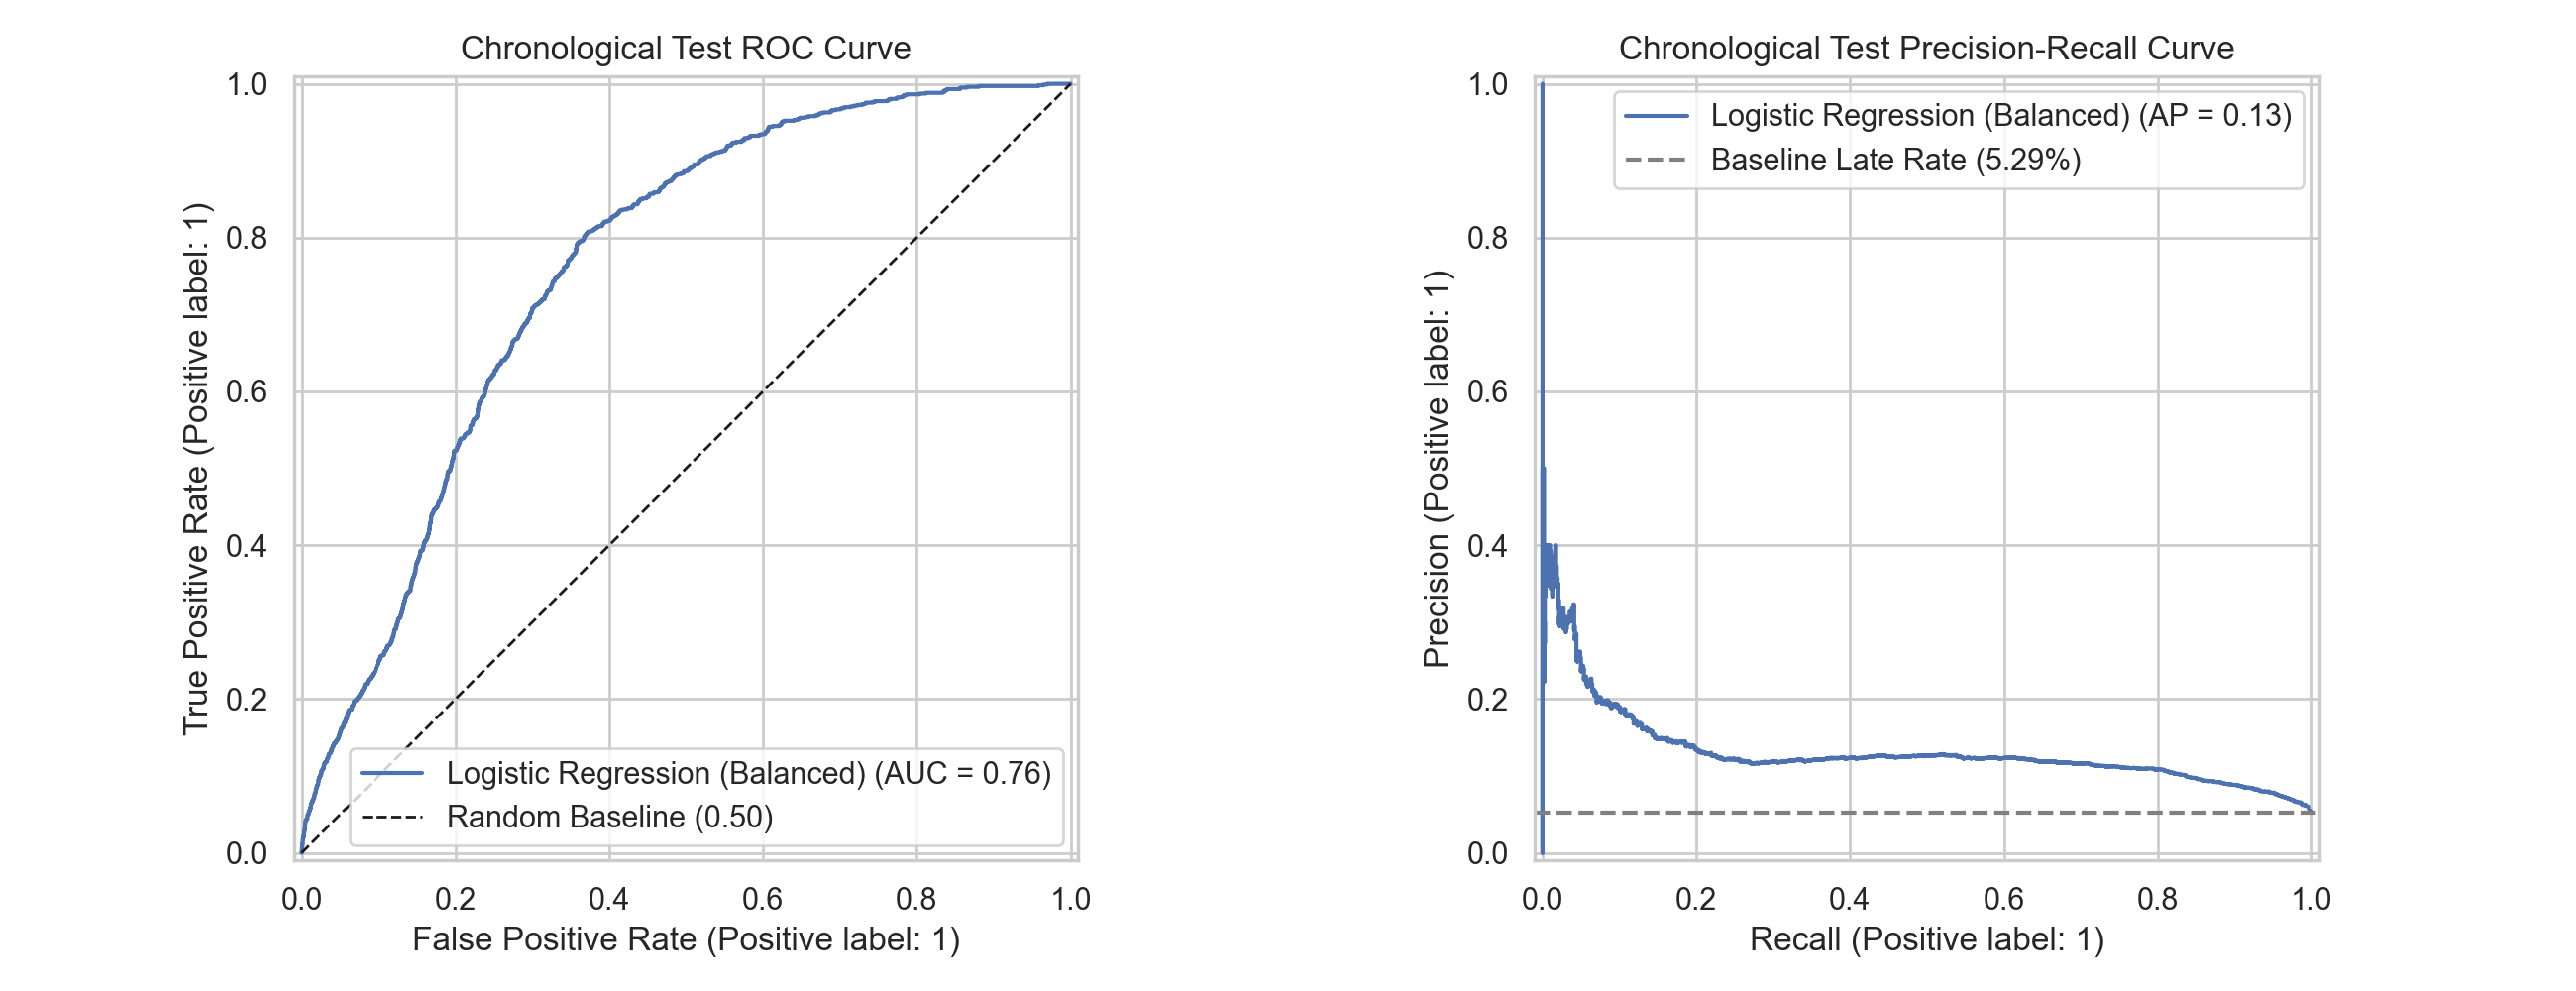 Chronological Test ROC Curve
1.0
0.8
0.6
0.4
0.2
0.0
True Positive Rate (Positive label: 1)
Logistic Regression (Balanced) (AUC = 0.76)
Random Baseline (0.50)
0.0 0.2 0.4 0.6 0.8 1.0
False Positive Rate (Positive label: 1)
Chronological Test Precision-Recall Curve
1.0
0.8
0.6
0.4
0.2
0.0
Precision (Positive label: 1)
Logistic Regression (Balanced) (AP = 0.13)
Baseline Late Rate (5.29%)
0.0 0.2 0.4 0.6 0.8 1.0
Recall (Positive label: 1)